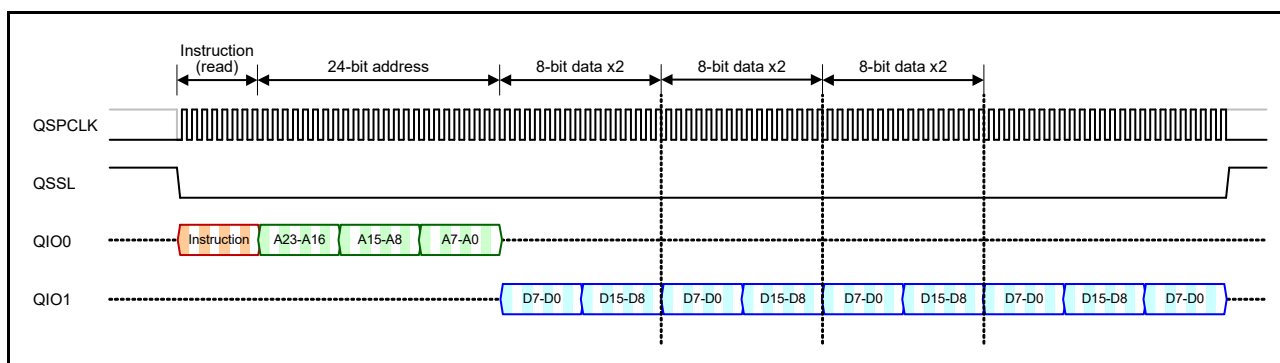 Instruction
(read)
24-bit address
8-bit data x2
8-bit data x2
8-bit data x2
QSPCLK
QSSL
QIO0
Instruction
A23-A16
A15-A8
A7-A0
QIO1
D7-D0
D15-D8
D7-D0
D15-D8
D7-D0
D15-D8
D7-D0
D15-D8
D7-D0